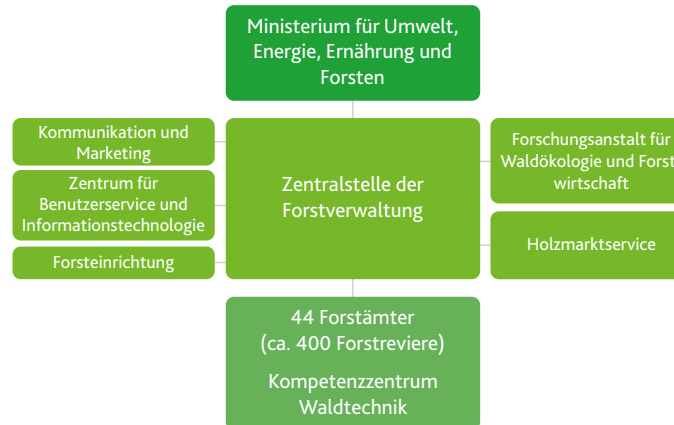 Ministerium für Umwelt,
Energie, Ernährung und
Forsten
Kommunikation und
Marketing
Zentrum für
Benutzerservice und
Informationstechnologie
Forsteinrichtung
Zentralstelle der
Forstverwaltung
Forschungsanstalt für
Waldökologie und Forst-
wirtschaft
Holzmarktservice
44 Forstämter
(ca. 400 Forstreviere)
Kompetenzzentrum
Waldtechnik